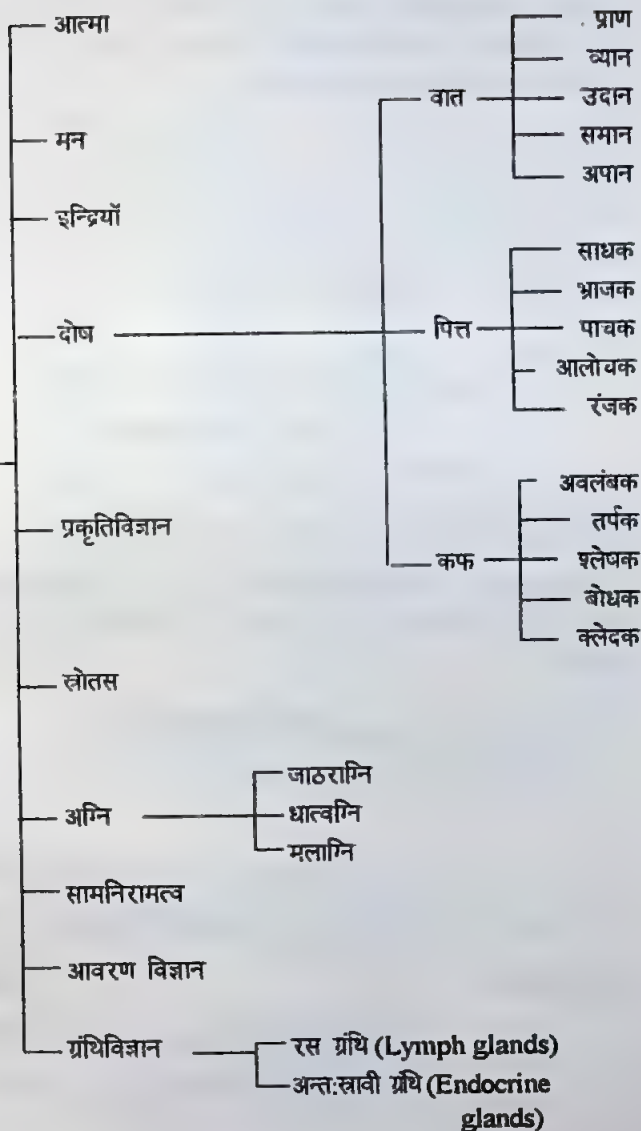 आत्मा
मन
इन्द्रियाँ
दोष
वात
प्राण
व्यान
उदान
समान
अपान
पित्त
साधक
भ्राजक
पाचक
आलोचक
रंजक
कफ
अवलंबक
तर्पक
श्लेषक
बोधक
क्लेदक
प्रकृतिविज्ञान
स्रोतस
अग्नि
जाठराग्नि
धात्वग्नि
मलाग्नि
सामनिरामत्व
आवरण विज्ञान
ग्रंथिविज्ञान
रस ग्रंथि (Lymph glands)
अन्त:स्रावी ग्रंथि (Endocrine
glands)